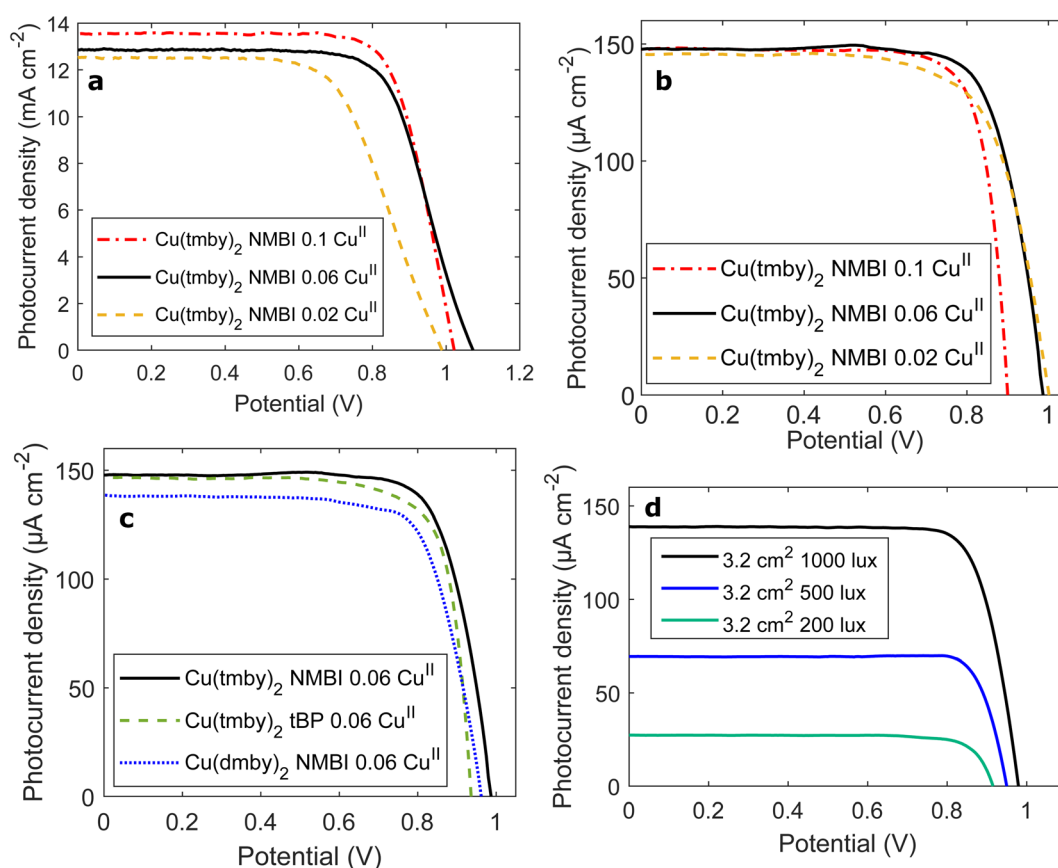 a
Photocurrent density (mA cm⁻²)
14
12
10
8
6
4
2
0
Cu(tmby)₂ NMBI 0.1 Cuᴵᴵ
Cu(tmby)₂ NMBI 0.06 Cuᴵᴵ
Cu(tmby)₂ NMBI 0.02 Cuᴵᴵ
0 0.2 0.4 0.6 0.8 1 1.2
Potential (V)
b
Photocurrent density (µA cm⁻²)
150
100
50
0
Cu(tmby)₂ NMBI 0.1 Cuᴵᴵ
Cu(tmby)₂ NMBI 0.06 Cuᴵᴵ
Cu(tmby)₂ NMBI 0.02 Cuᴵᴵ
0 0.2 0.4 0.6 0.8 1
Potential (V)
c
Photocurrent density (µA cm⁻²)
150
100
50
0
Cu(tmby)₂ NMBI 0.06 Cuᴵᴵ
Cu(tmby)₂ tBP 0.06 Cuᴵᴵ
Cu(dmby)₂ NMBI 0.06 Cuᴵᴵ
0 0.2 0.4 0.6 0.8 1
Potential (V)
d
Photocurrent density (µA cm⁻²)
150
100
50
0
3.2 cm² 1000 lux
3.2 cm² 500 lux
3.2 cm² 200 lux
0 0.2 0.4 0.6 0.8 1
Potential (V)